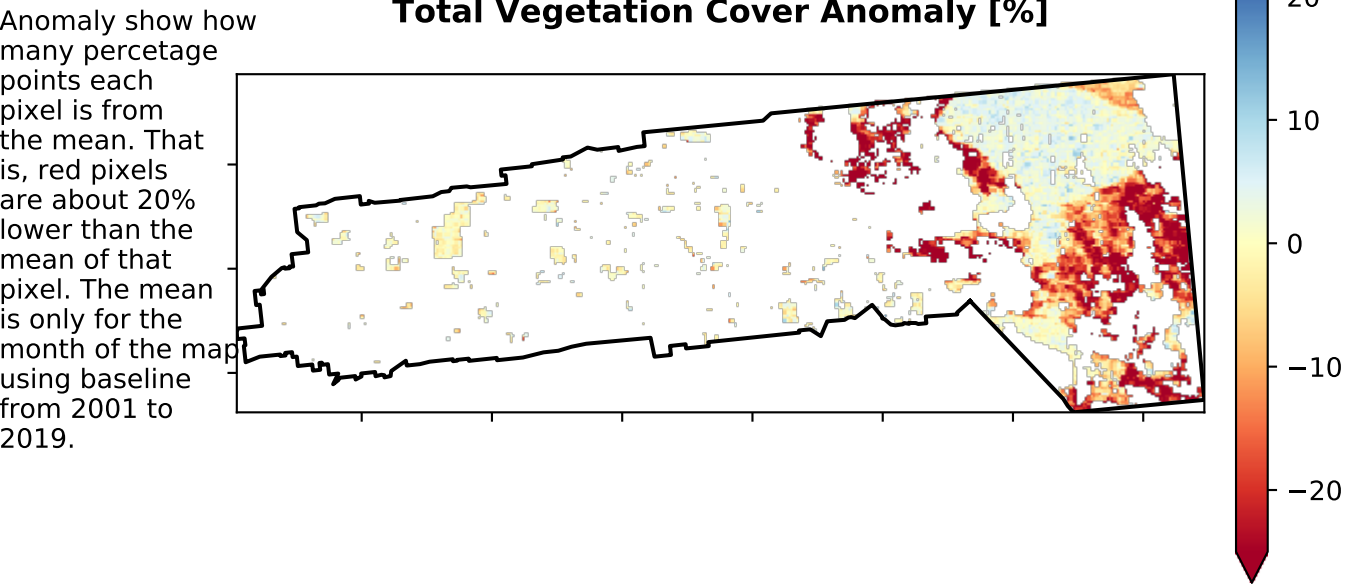 Total Vegetation Cover Anomaly [%]
Anomaly show how
many percetage
points each
pixel is from
the mean. That
is, red pixels
are about 20%
lower than the
mean of that
pixel. The mean
is only for the
month of the map
using baseline
from 2001 to
2019.
20
10
0
−10
−20